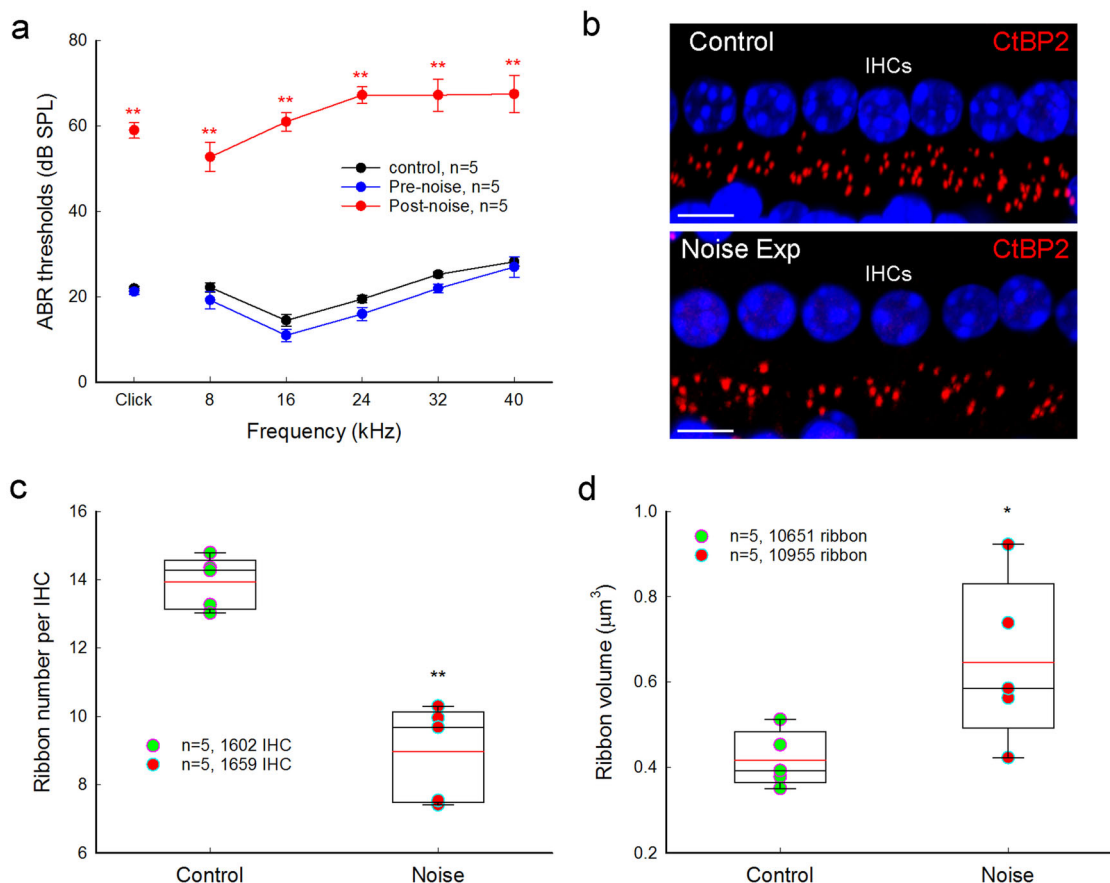 a
80
60
40
20
0
ABR thresholds (dB SPL)
**
**
**
**
**
**
control, n=5
Pre-noise, n=5
Post-noise, n=5
Click
8
16
24
32
40
Frequency (kHz)
b
Control
CtBP2
IHCs
Noise Exp
CtBP2
IHCs
c
16
14
12
10
8
6
Ribbon number per IHC
**
n=5, 1602 IHC
n=5, 1659 IHC
Control
Noise
d
1.0
0.8
0.6
0.4
0.2
Ribbon volume (μm³)
*
n=5, 10651 ribbon
n=5, 10955 ribbon
Control
Noise